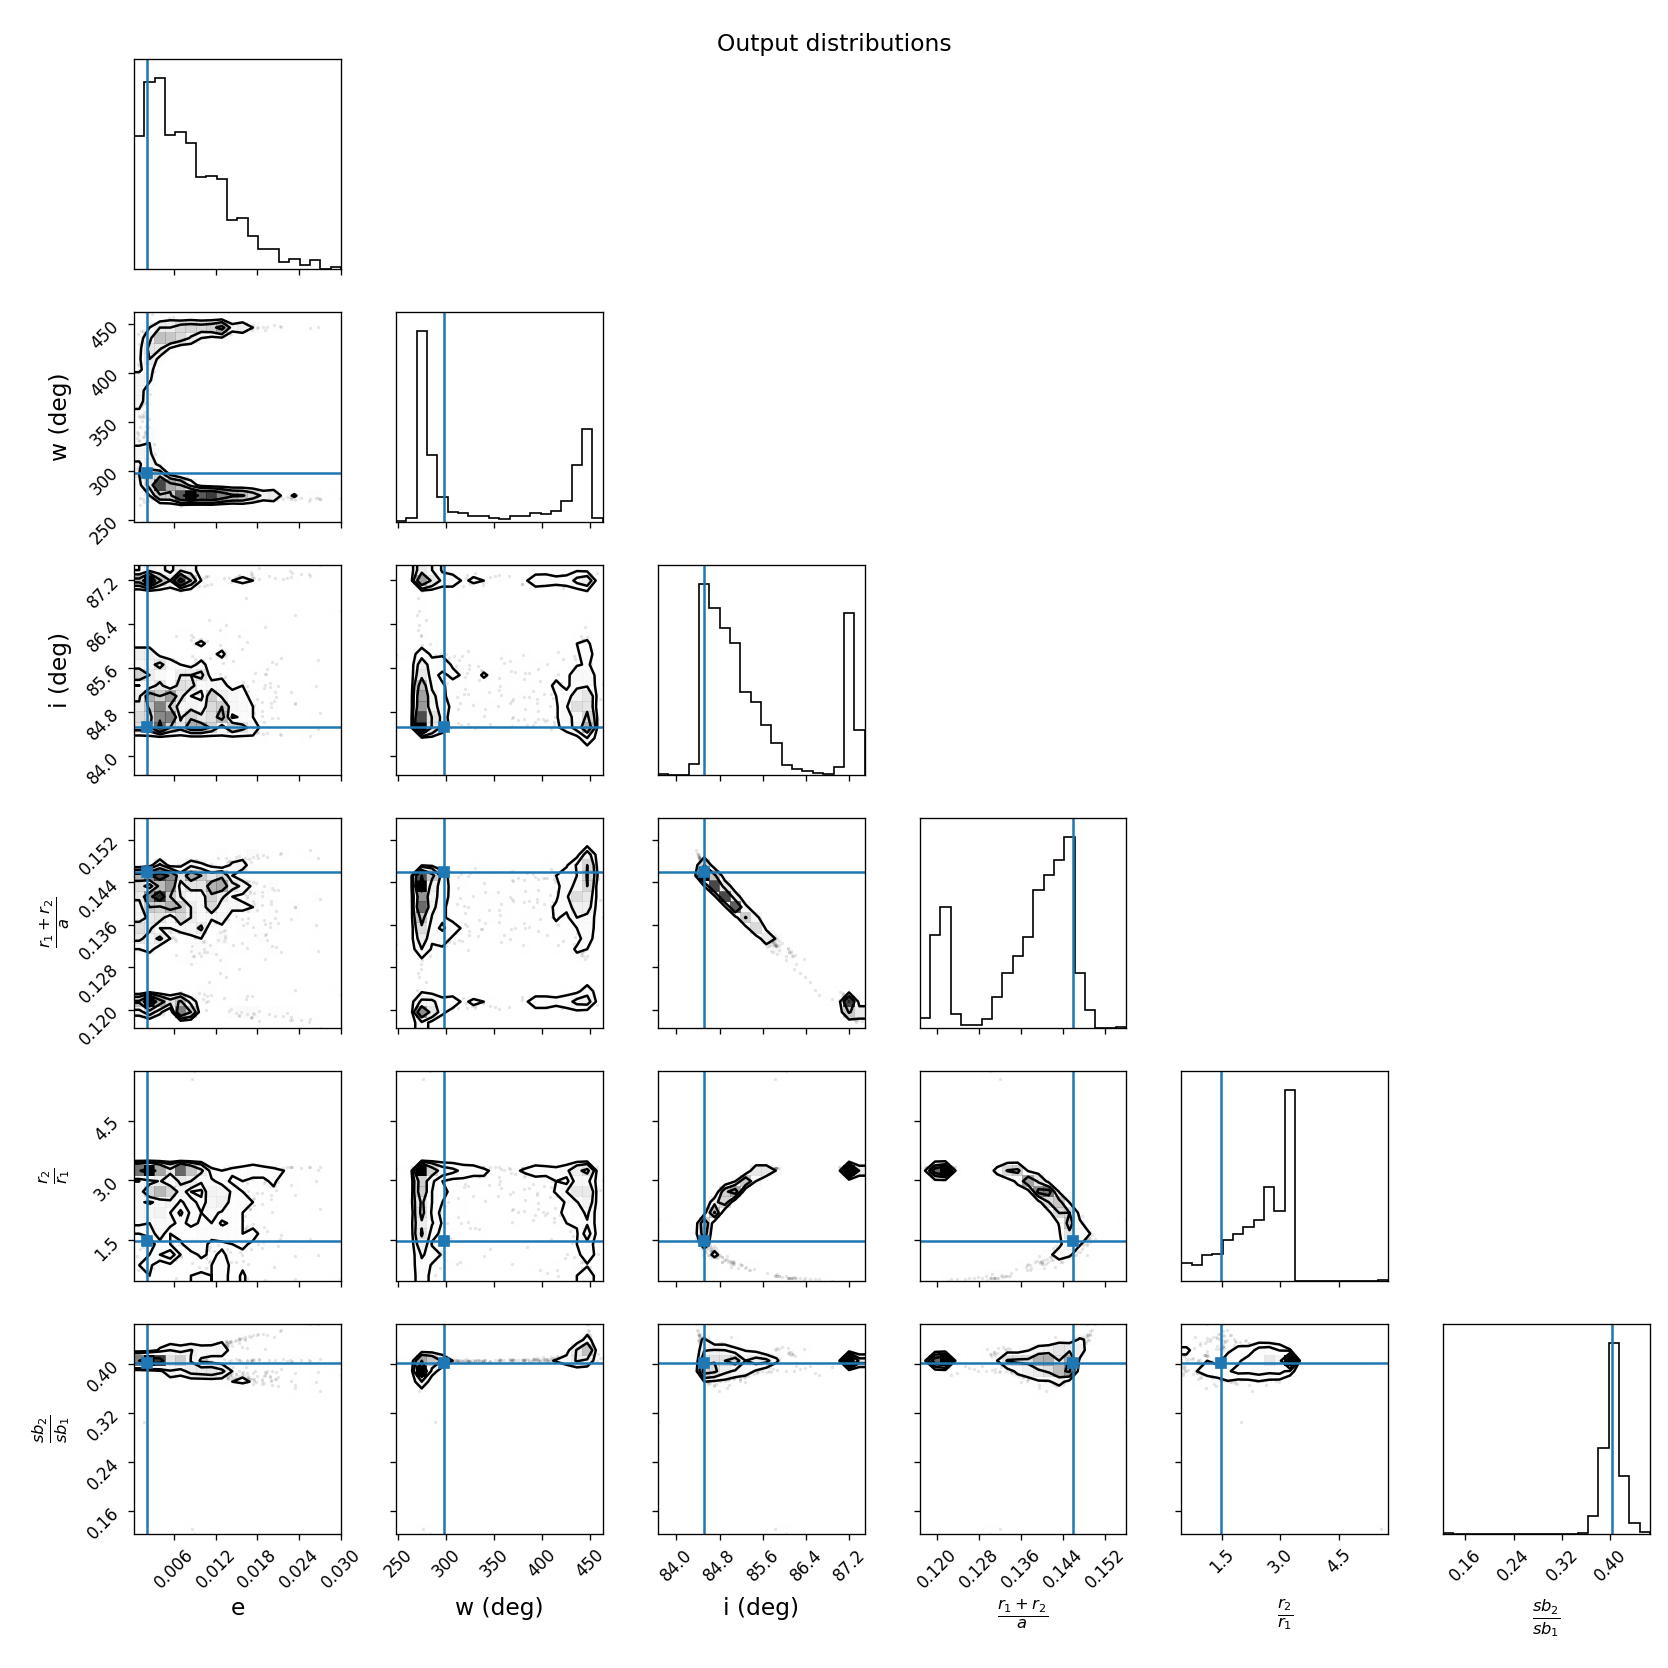 Output distributions
450
400
350
300
250
w (deg)
87.2
86.4
85.6
84.8
84.0
i (deg)
0.152
0.144
0.136
0.128
0.120
r₁ + r₂
a
4.5
3.0
1.5
r₂
r₁
0.40
0.32
0.24
0.16
sb₂
sb₁
0.006 0.012 0.018 0.024 0.030 250 300 350 400 450 84.0 84.8 85.6 86.4 87.2 0.120 0.128 0.136 0.144 0.152 1.5 3.0 4.5 0.16 0.24 0.32 0.40
e w (deg) i (deg) r₁ + r₂ r₂ sb₂
a r₁ sb₁